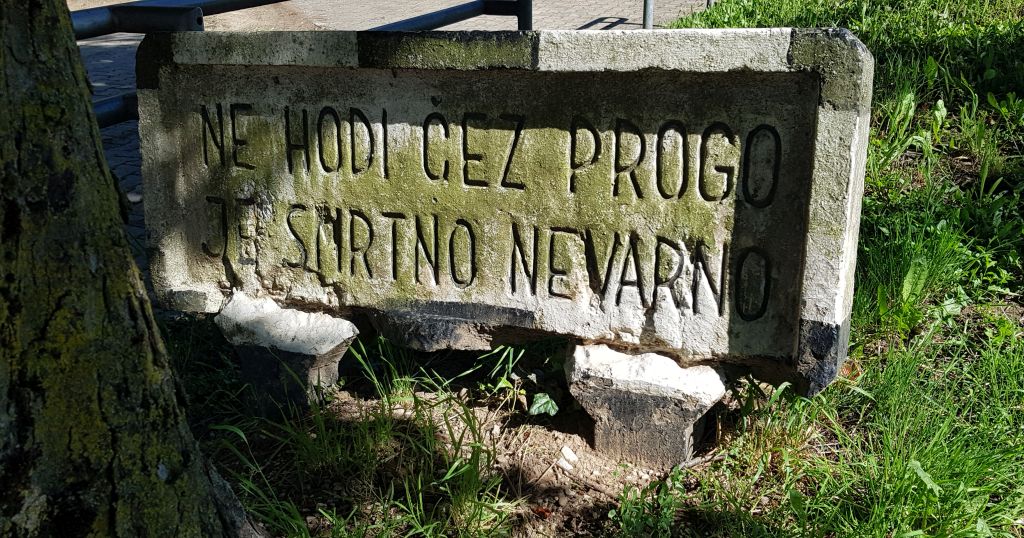 NE HODI ČEZ PROGO
JE SMRTNO NEVARNO